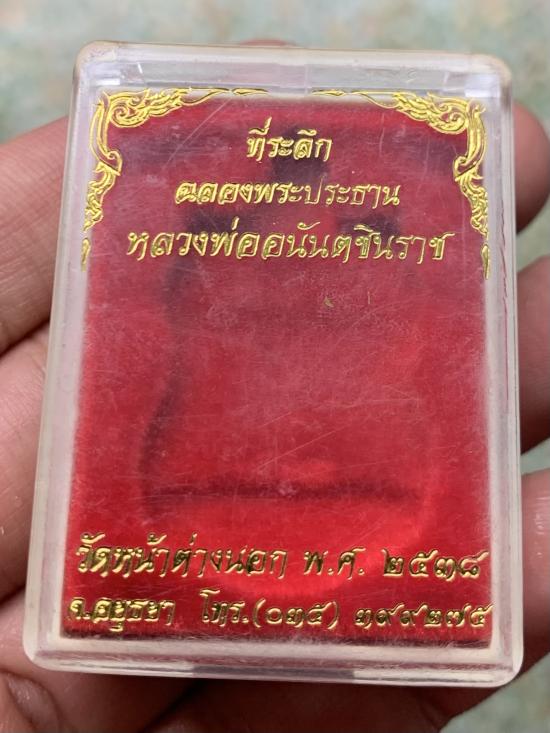 ที่ระลึก
ฉลองพระประธาน
หลวงพ่ออนันตชินราช
วัดหน้าต่างนอก พ.ศ. ๒๕๓๘
จ.อยุธยา โทร.(๐๓๕) ๓๙๙๒๗๕